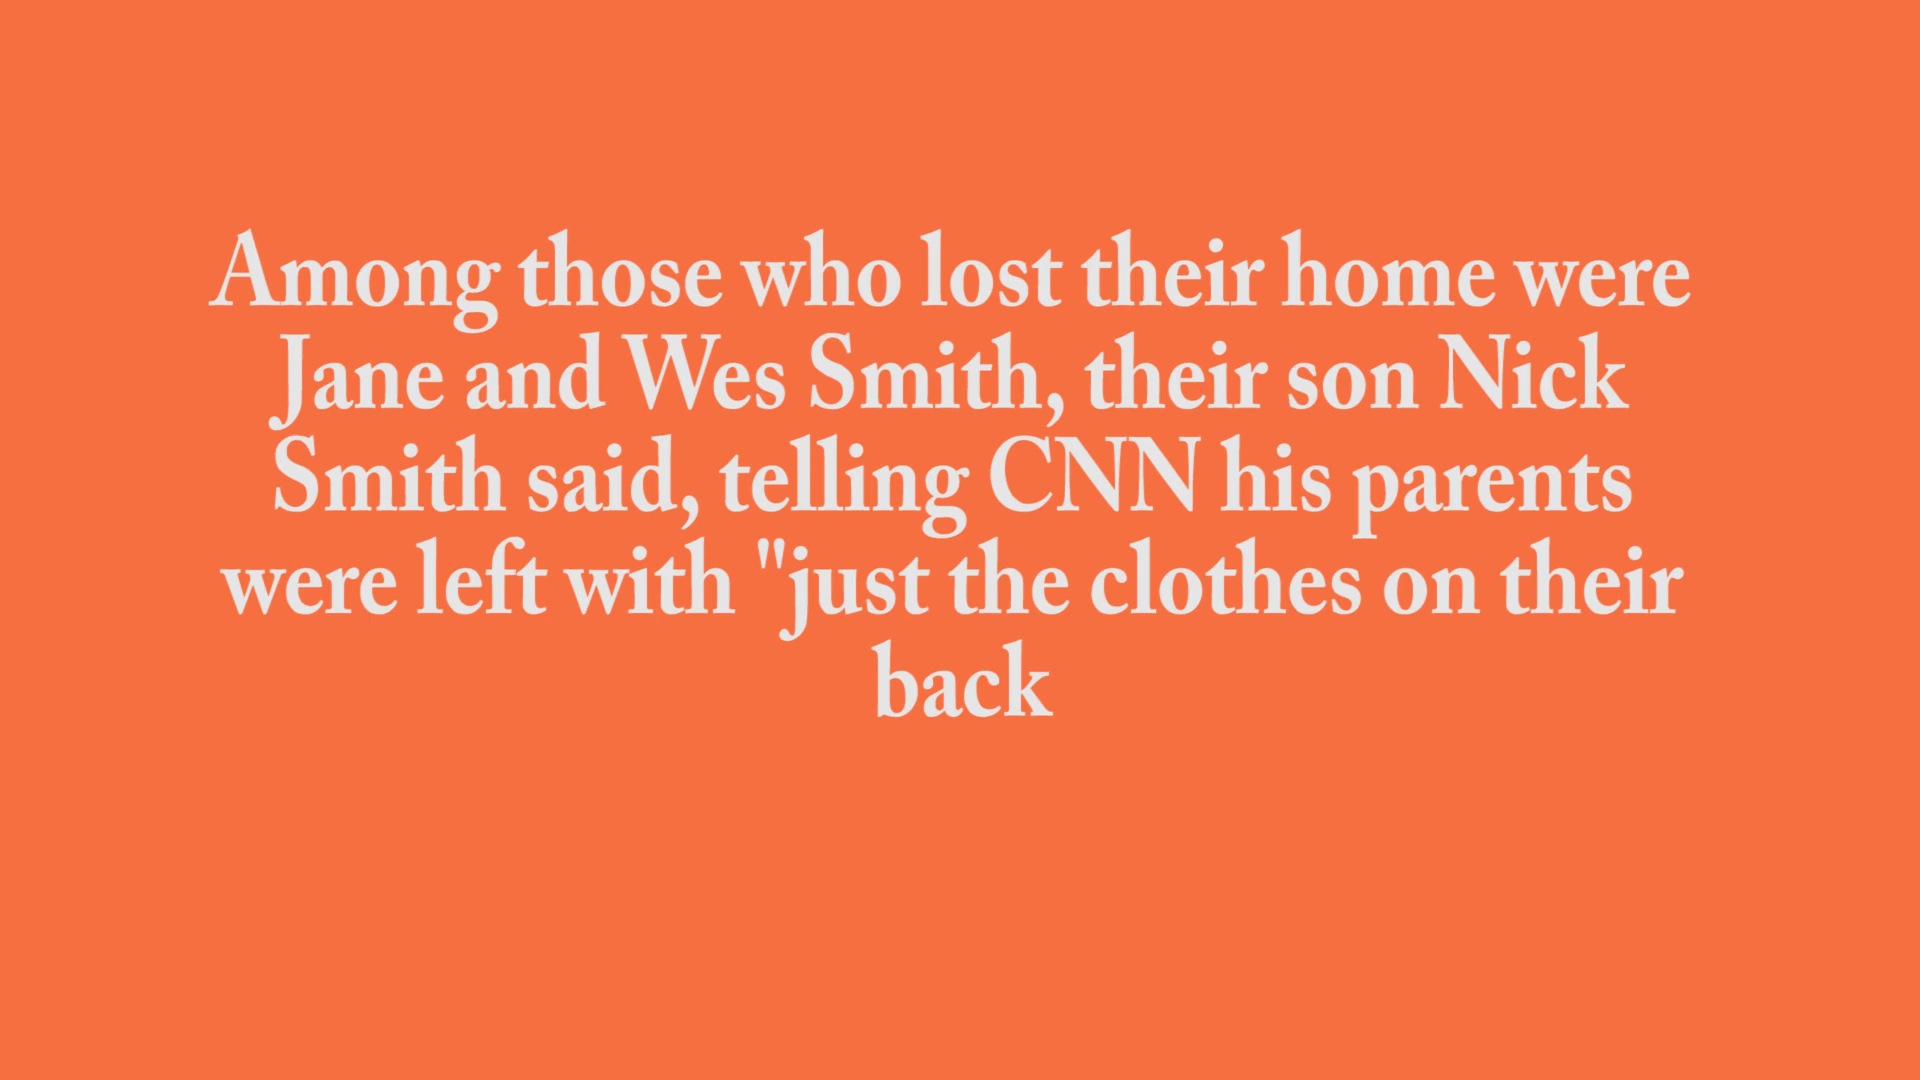 Among those who lost their home were
Jane and Wes Smith, their son Nick
Smith said, telling CNN his parents
were left with "just the clothes on their
back